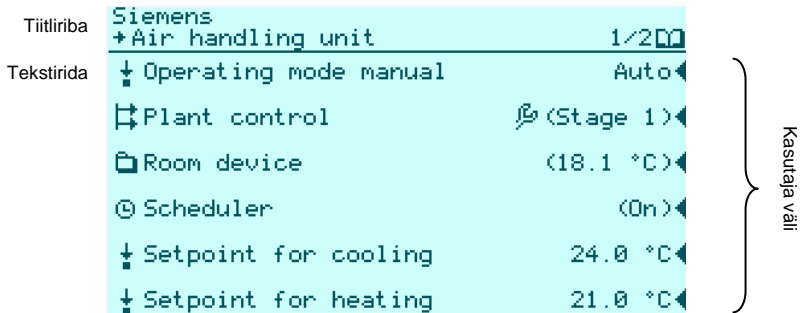 Tiitliriba
Siemens
Air handling unit 1/2
Tekstirida
Operating mode manual Auto
Plant control (Stage 1)
Room device (18.1 °C)
Scheduler (On)
Setpoint for cooling 24.0 °C
Setpoint for heating 21.0 °C
Kasutaja väli